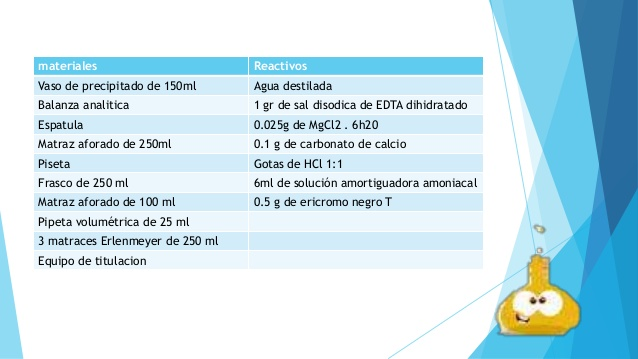 materiales Reactivos
Vaso de precipitado de 150ml Agua destilada
Balanza analitica 1 gr de sal disodica de EDTA dihidratado
Espatula 0.025g de MgCl2 . 6h20
Matraz aforado de 250ml 0.1 g de carbonato de calcio
Piseta Gotas de HCl 1:1
Frasco de 250 ml 6ml de solución amortiguadora amoniacal
Matraz aforado de 100 ml 0.5 g de ericromo negro T
Pipeta volumétrica de 25 ml
3 matraces Erlenmeyer de 250 ml
Equipo de titulacion